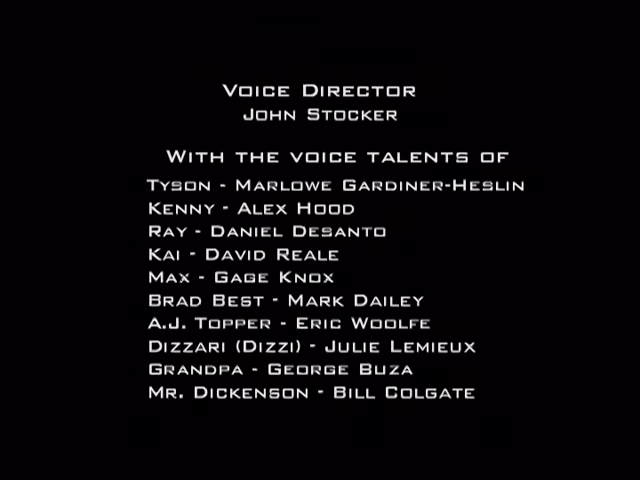 Voice Director
John Stocker
With the voice talents of
Tyson - Marlowe Gardiner-Heslin
Kenny - Alex Hood
Ray - Daniel DeSanto
Kai - David Reale
Max - Gage Knox
Brad Best - Mark Dailey
A.J. Topper - Eric Woolfe
Dizzari (Dizzi) - Julie Lemieux
Grandpa - George Buza
Mr. Dickenson - Bill Colgate